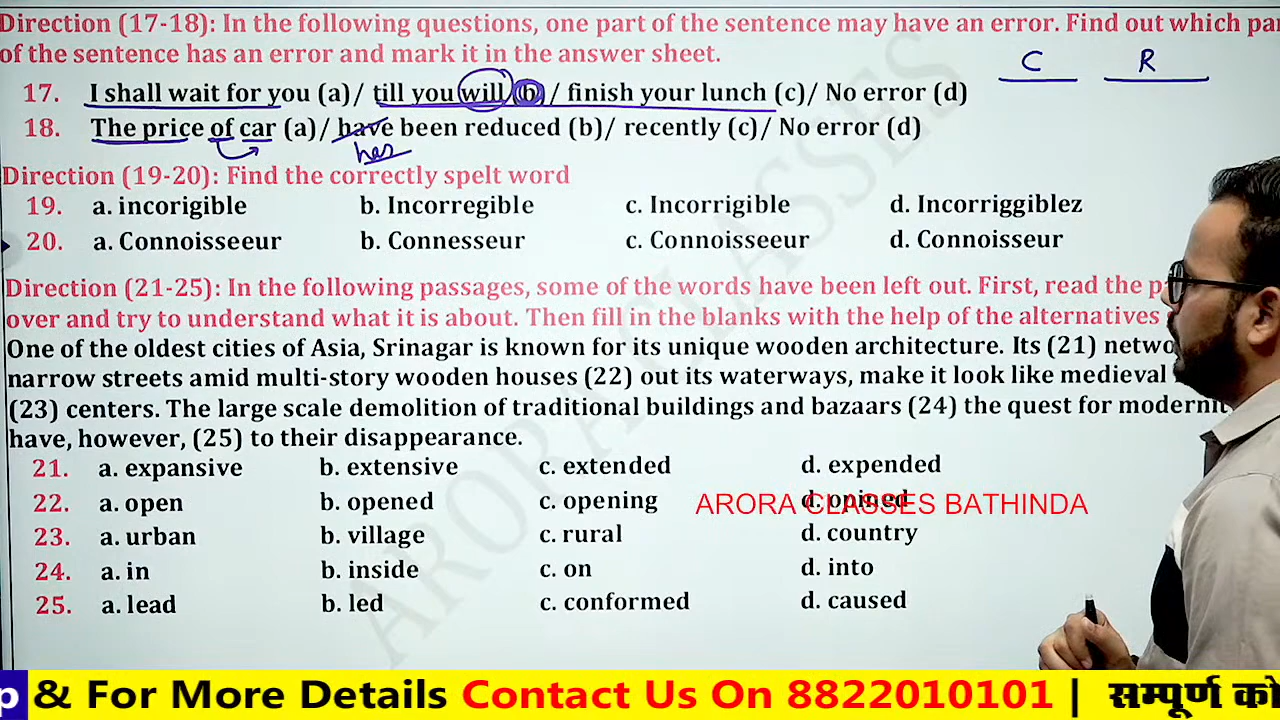 Direction (17-18): In the following questions, one part of the sentence may have an error. Find out which
of the sentence has an error and mark it in the answer sheet.
C R
17. I shall wait for you (a)/ till you will (b)/ finish your lunch (c)/ No error (d)
18. The price of car (a)/ have been reduced (b)/ recently (c)/ No error (d)
has
Direction (19-20): Find the correctly spelt word
19. a. incorigible b. Incorregible c. Incorrigible d. Incorriggiblez
20. a. Connoisseeur b. Connesseur c. Connoisseeur d. Connoisseur
Direction (21-25): In the following passages, some of the words have been left out. First, read the
over and try to understand what it is about. Then fill in the blanks with the help of the alternatives
One of the oldest cities of Asia, Srinagar is known for its unique wooden architecture. Its (21)
narrow streets amid multi-story wooden houses (22) out its waterways, make it look like medieval
(23) centers. The large scale demolition of traditional buildings and bazaars (24) the quest for
have, however, (25) to their disappearance.
21. a. expansive b. extensive c. extended d. expended
22. a. open b. opened c. opening d. opined
ARORA CLASSES BATHINDA
23. a. urban b. village c. rural d. country
24. a. in b. inside c. on d. into
25. a. lead b. led c. conformed d. caused
ARORA CLASSES
p & For More Details Contact Us On 8822010101 | सम्पूर्ण